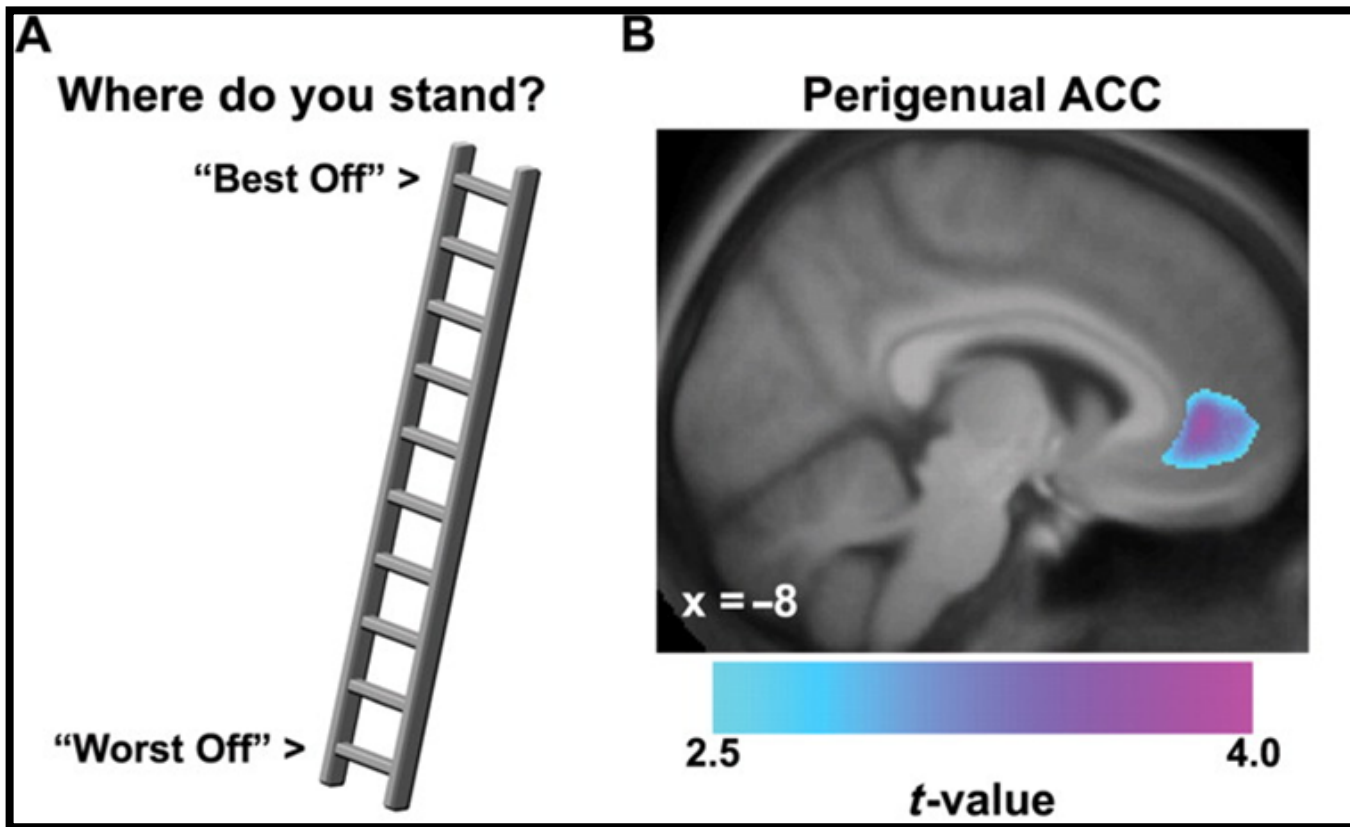 A
Where do you stand?
“Best Off” >
“Worst Off” >
B
Perigenual ACC
x = –8
2.5
4.0
t-value